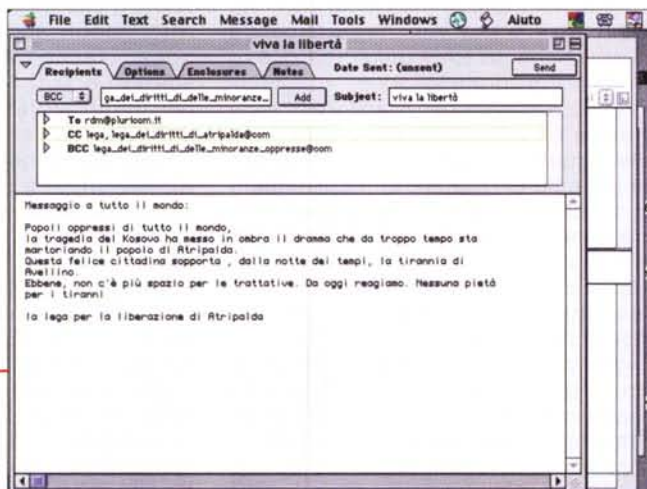 File Edit Text Search Message Mail Tools Windows Aiuto
viva la libertà
Recipients Options Enclosures Notes Date Sent: (unsent) Send
BCC ga_dei_diritti_di_delle_minoranze_ Add Subject: viva la libertà
To rdm@pluricom.it
CC lega, lega_dei_diritti_di_atripalda@com
BCC lega_dei_diritti_di_delle_minoranze_oppresse@com
Messaggio a tutto il mondo:
Popoli oppressi di tutto il mondo,
la tragedia del Kosovo ha messo in ombra il dramma che da troppo tempo sta
martoriando il popolo di Atripalda.
Questa felice cittadina sopporta , dalla notte dei tempi, la tirannia di
Avellino.
Ebbene, non c'è più spazio per le trattative. Da oggi reagiamo. Nessuna pietà
per i tiranni
la lega per la liberazione di Atripalda